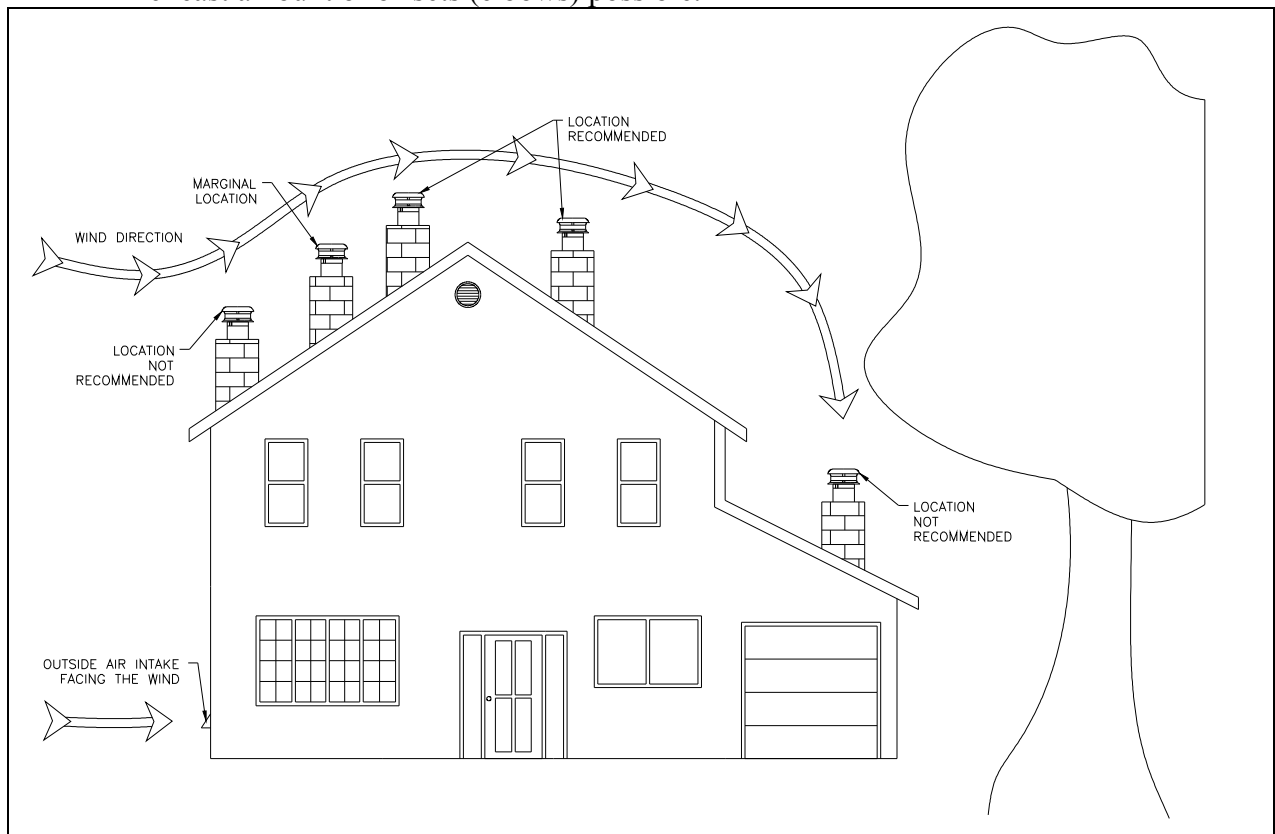 LOCATION
RECOMMENDED
MARGINAL
LOCATION
WIND DIRECTION
LOCATION
NOT
RECOMMENDED
LOCATION
NOT
RECOMMENDED
OUTSIDE AIR INTAKE
FACING THE WIND